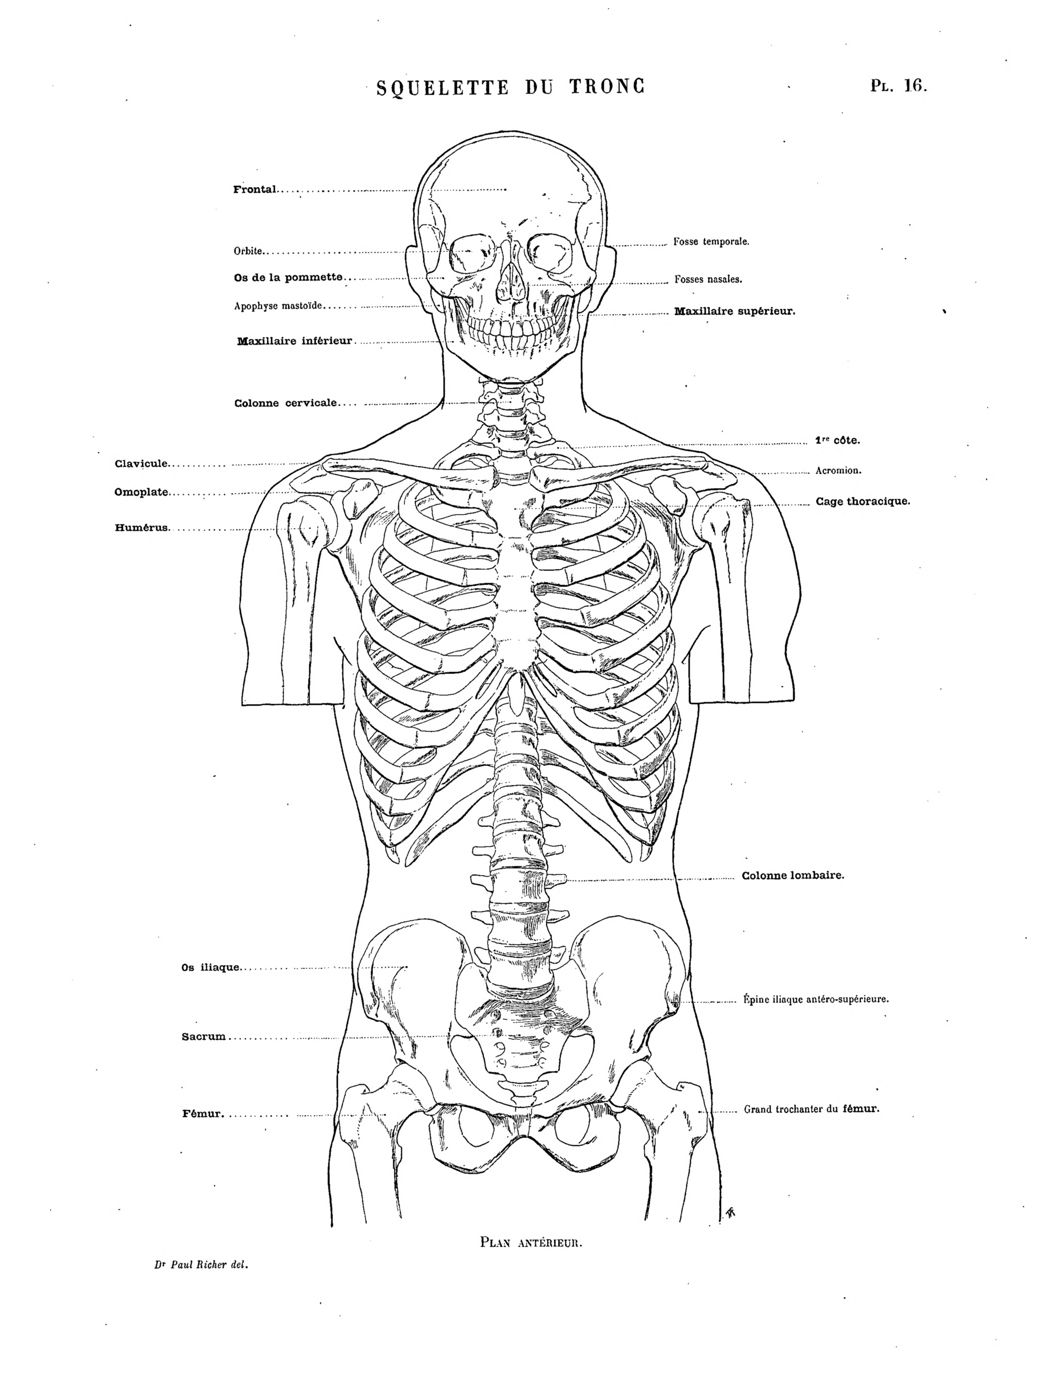 SQUELETTE DU TRONC
PL. 16.
Frontal
Orbite
Fosse temporale.
Os de la pommette
Fosses nasales.
Apophyse mastoïde
Maxillaire supérieur.
Maxillaire inférieur
Colonne cervicale
1re côte.
Clavicule
Acromion.
Omoplate
Cage thoracique.
Humérus.
Colonne lombaire.
Os iliaque
Épine iliaque antéro-supérieure.
Sacrum
Fémur.
Grand trochanter du fémur.
PLAN ANTÉRIEUR.
Dr Paul Richer del.